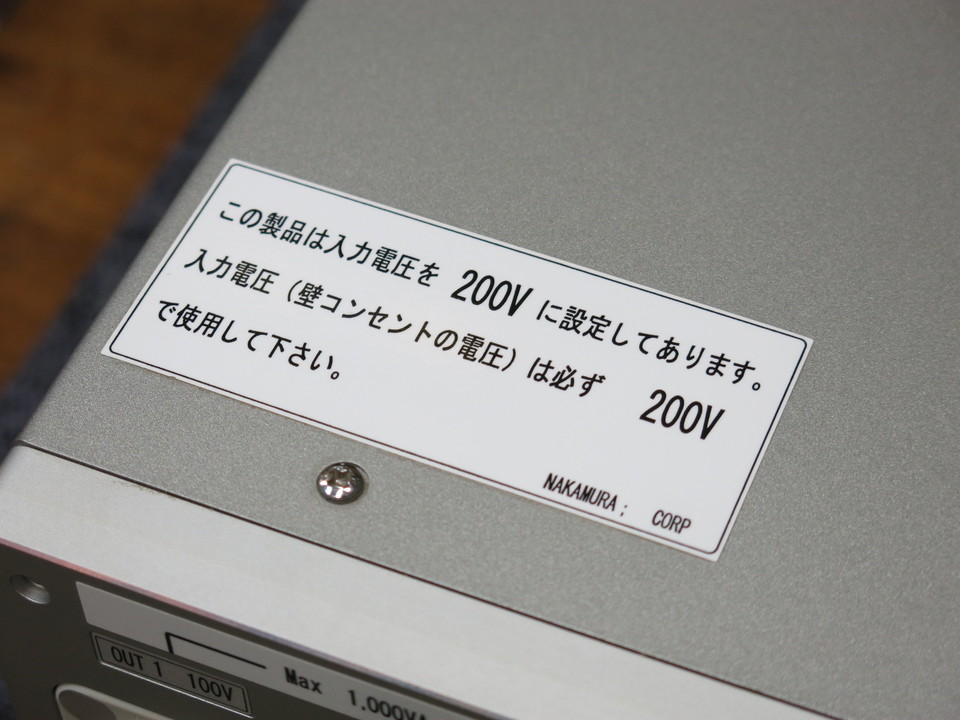 この製品は入力電圧を 200V に設定してあります。
入力電圧（壁コンセントの電圧）は必ず 200V
で使用して下さい。
NAKAMURA; CORP
OUT 1 100V
Max 1.000VA